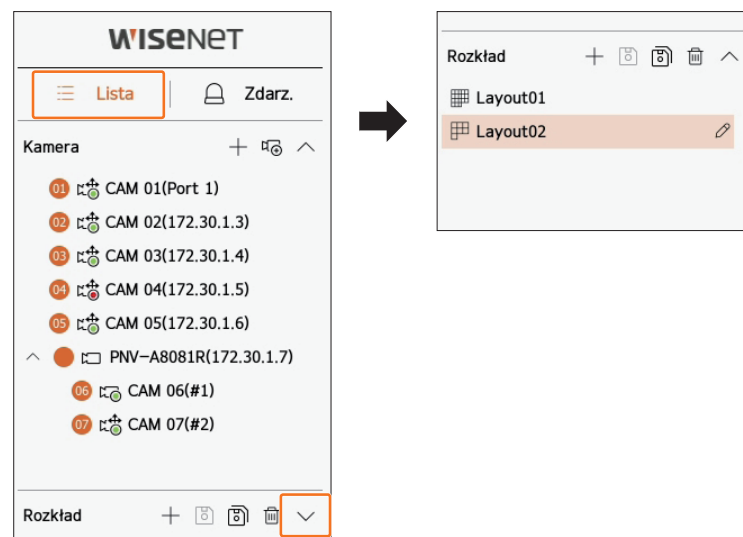 WISENET
Lista
Zdarz.
Kamera
01 CAM 01(Port 1)
02 CAM 02(172.30.1.3)
03 CAM 03(172.30.1.4)
04 CAM 04(172.30.1.5)
05 CAM 05(172.30.1.6)
PNV-A8081R(172.30.1.7)
06 CAM 06(#1)
07 CAM 07(#2)
Rozkład
Rozkład
Layout01
Layout02